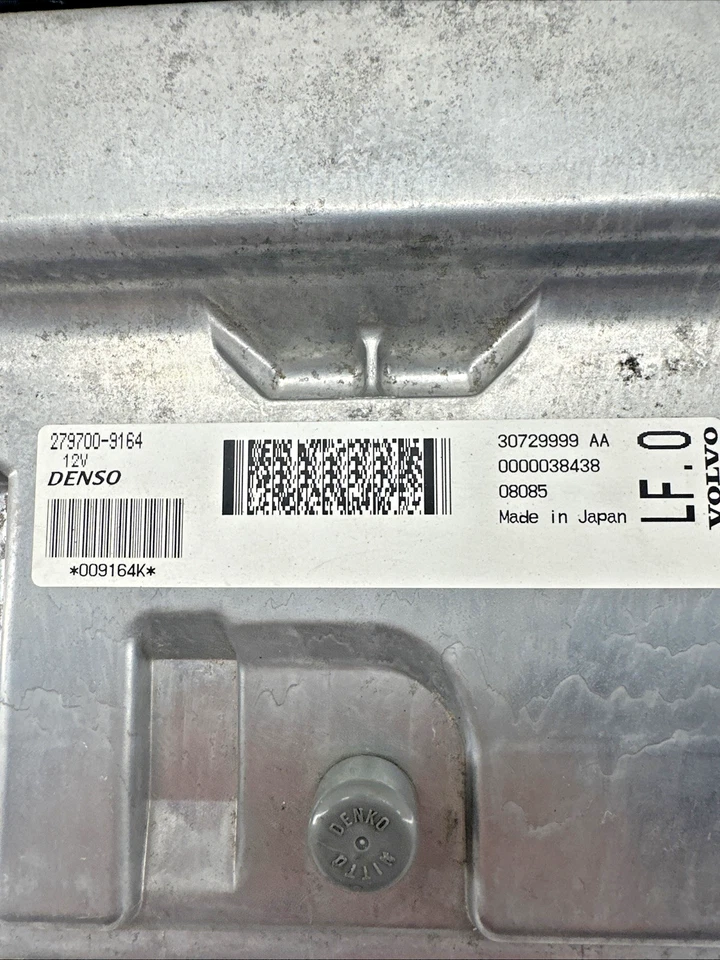 279700-9164
12V
DENSO
*009164K*
30729999 AA
0000038438
08085
Made in Japan
LF.0
VOLVO
DENKO
NITTO